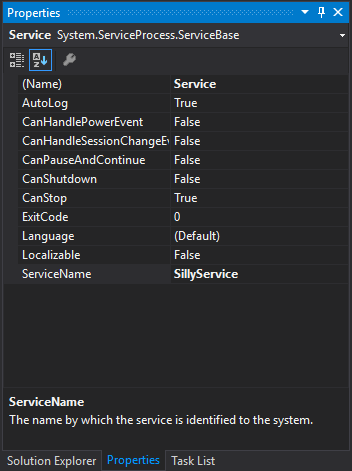 Properties
Service System.ServiceProcess.ServiceBase
(Name) Service
AutoLog True
CanHandlePowerEvent False
CanHandleSessionChangeEv False
CanPauseAndContinue False
CanShutdown False
CanStop True
ExitCode 0
Language (Default)
Localizable False
ServiceName SillyService
ServiceName
The name by which the service is identified to the system.
Solution Explorer Properties Task List